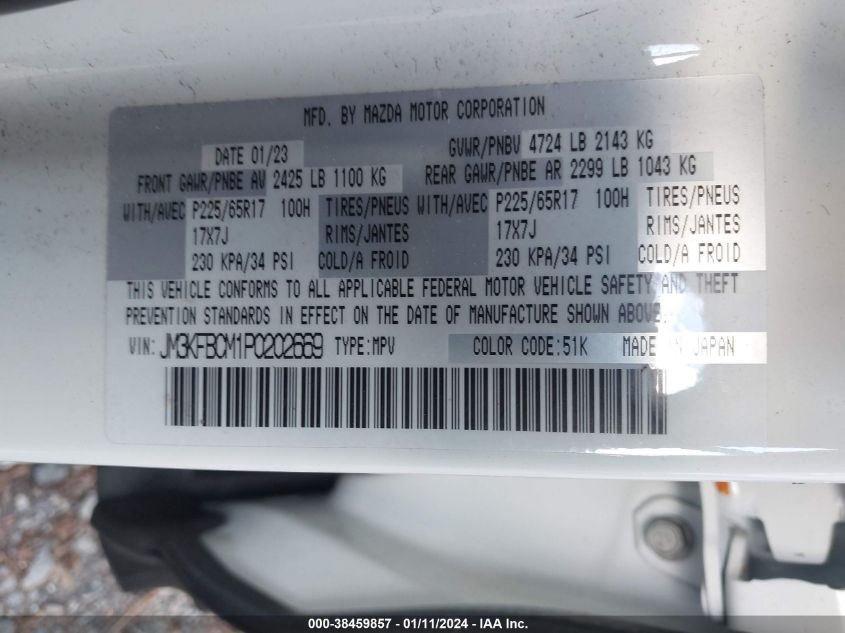 MFD. BY MAZDA MOTOR CORPORATION
DATE 01/23 GVWR/PNBV 4724 LB 2143 KG
FRONT GAWR/PNBE AV 2425 LB 1100 KG REAR GAWR/PNBE AR 2299 LB 1043 KG
WITH/AVEC P225/65R17 100H TIRES/PNEUS WITH/AVEC P225/65R17 100H TIRES/PNEUS
17X7J RIMS/JANTES 17X7J RIMS/JANTES
230 KPA/34 PSI COLD/A FROID 230 KPA/34 PSI COLD/A FROID
THIS VEHICLE CONFORMS TO ALL APPLICABLE FEDERAL MOTOR VEHICLE SAFETY AND THEFT
PREVENTION STANDARDS IN EFFECT ON THE DATE OF MANUFACTURE SHOWN ABOVE.
VIN: JM3KFBCM1P0202669 TYPE:MPV COLOR CODE:51K MADE IN JAPAN
000-38459857 - 01/11/2024 - IAA Inc.